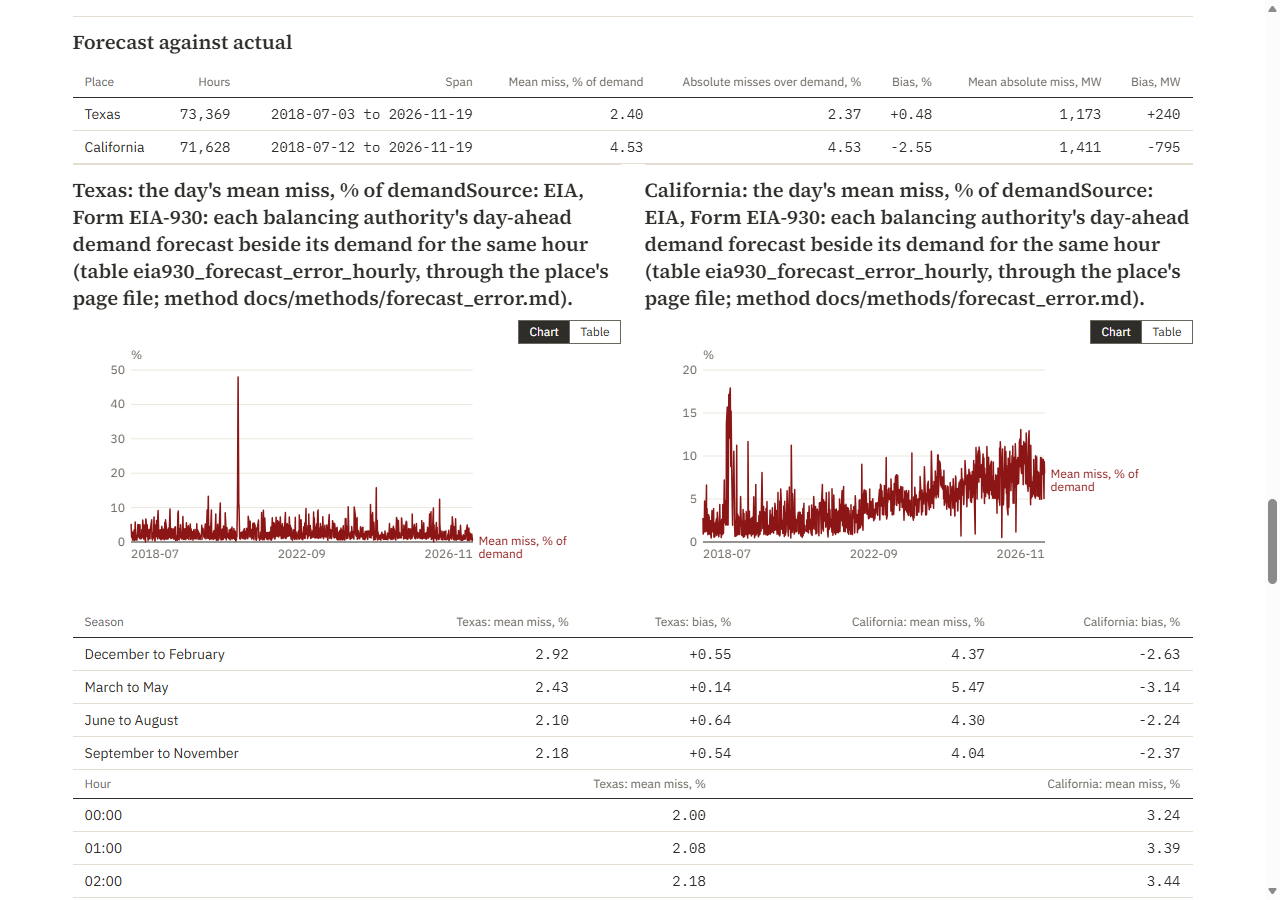 Forecast against actual
Place Hours Span Mean miss, % of demand Absolute misses over demand, % Bias, % Mean absolute miss, MW Bias, MW
Texas 73,369 2018-07-03 to 2026-11-19 2.40 2.37 +0.48 1,173 +240
California 71,628 2018-07-12 to 2026-11-19 4.53 4.53 -2.55 1,411 -795
Texas: the day's mean miss, % of demandSource: EIA,
Form EIA-930: each balancing authority's day-ahead
demand forecast beside its demand for the same hour
(table eia930_forecast_error_hourly, through the place's
page file; method docs/methods/forecast_error.md).
Chart Table
%
50
40
30
20
10
0
2018-07 2022-09 2026-11
Mean miss, % of
demand
California: the day's mean miss, % of demandSource:
EIA, Form EIA-930: each balancing authority's day-ahead
demand forecast beside its demand for the same hour
(table eia930_forecast_error_hourly, through the place's
page file; method docs/methods/forecast_error.md).
Chart Table
%
20
15
10
5
0
2018-07 2022-09 2026-11
Mean miss, % of
demand
Season Texas: mean miss, % Texas: bias, % California: mean miss, % California: bias, %
December to February 2.92 +0.55 4.37 -2.63
March to May 2.43 +0.14 5.47 -3.14
June to August 2.10 +0.64 4.30 -2.24
September to November 2.18 +0.54 4.04 -2.37
Hour Texas: mean miss, % California: mean miss, %
00:00 2.00 3.24
01:00 2.08 3.39
02:00 2.18 3.44